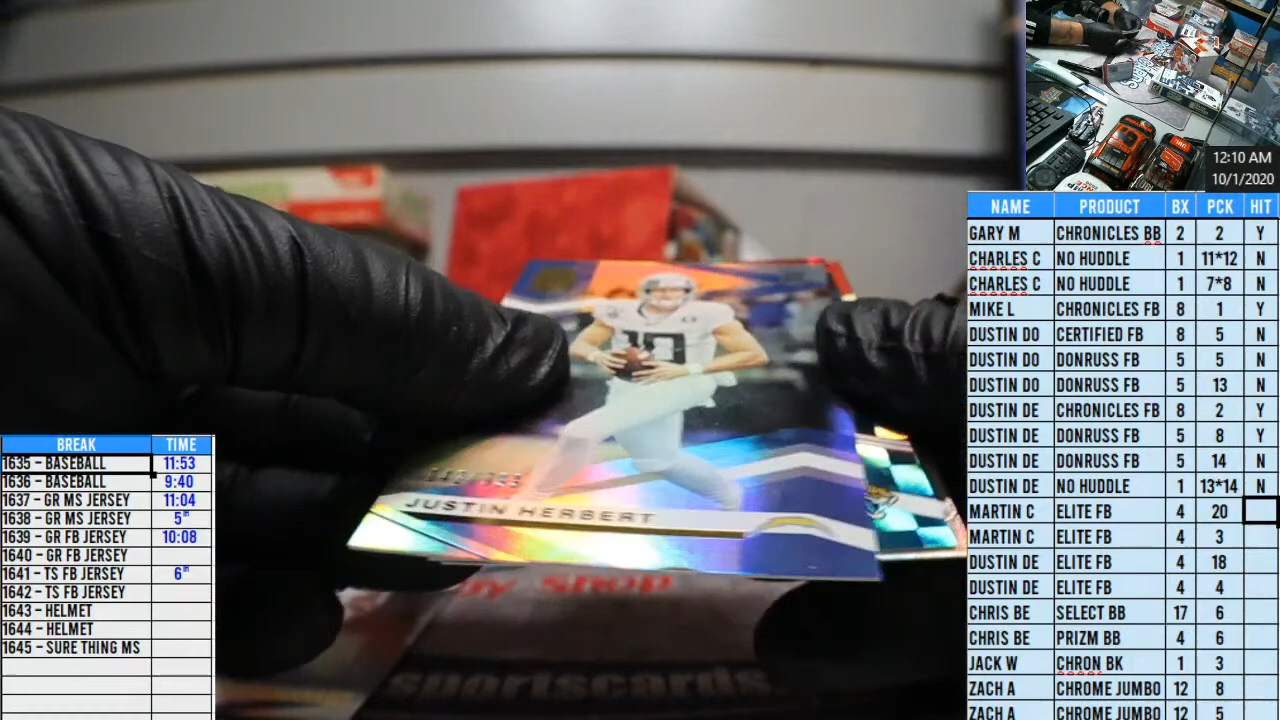 12:10 AM
10/1/2020
NAME PRODUCT BX PCK HIT
GARY M CHRONICLES BB 2 2 Y
CHARLES C NO HUDDLE 1 11*12 N
CHARLES C NO HUDDLE 1 7*8 N
MIKE L CHRONICLES FB 8 1 Y
DUSTIN DO CERTIFIED FB 8 5 N
DUSTIN DO DONRUSS FB 5 5 N
DUSTIN DO DONRUSS FB 5 13 N
DUSTIN DE CHRONICLES FB 8 2 Y
DUSTIN DE DONRUSS FB 5 8 Y
DUSTIN DE DONRUSS FB 5 14 N
DUSTIN DE NO HUDDLE 1 13*14 N
MARTIN C ELITE FB 4 20
MARTIN C ELITE FB 4 3
DUSTIN DE ELITE FB 4 18
DUSTIN DE ELITE FB 4 4
CHRIS BE SELECT BB 17 6
CHRIS BE PRIZM BB 4 6
JACK W CHRON BK 1 3
ZACH A CHROME JUMBO 12 8
ZACH A CHROME JUMBO 12 5
BREAK TIME
1635 - BASEBALL 11:53
1636 - BASEBALL 9:40
1637 - GR MS JERSEY 11:04
1638 - GR MS JERSEY 5th
1639 - GR FB JERSEY 10:08
1640 - GR FB JERSEY
1641 - TS FB JERSEY 6th
1642 - TS FB JERSEY
1643 - HELMET
1644 - HELMET
1645 - SURE THING MS
10
JUSTIN HERBERT
sportscards